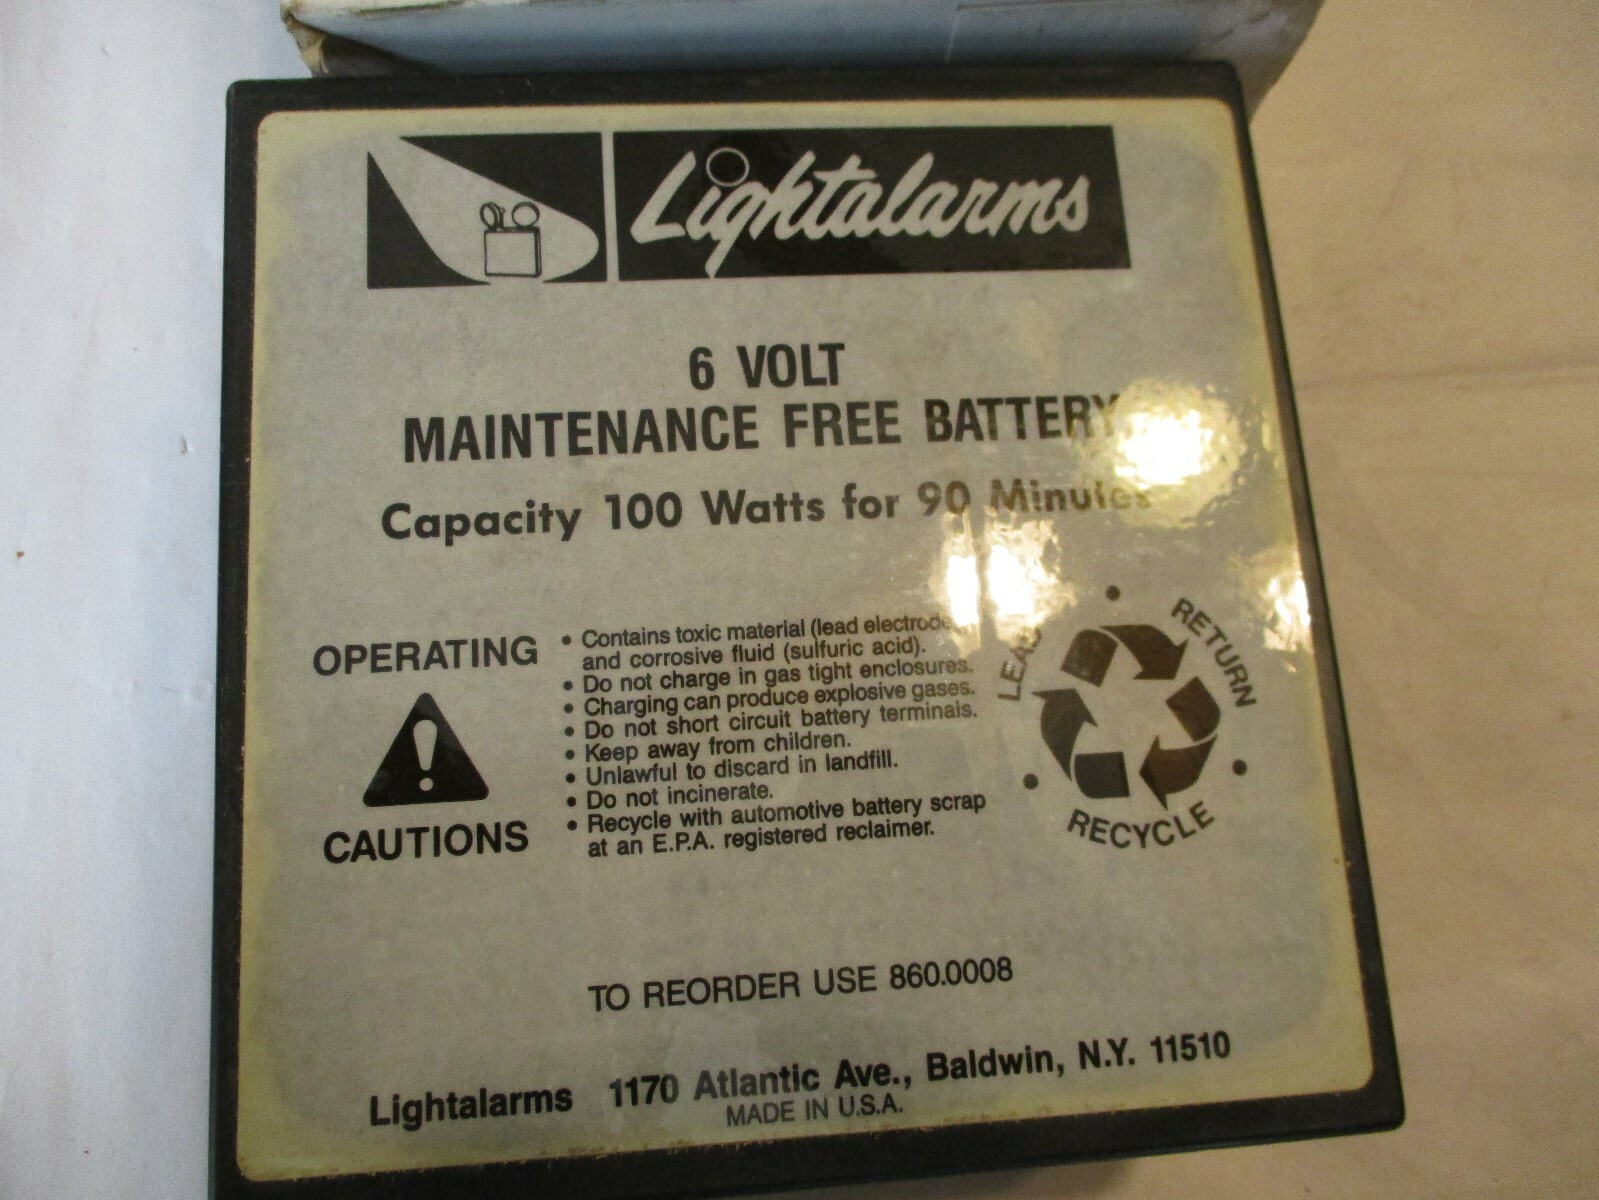 Lightalarms
6 VOLT
MAINTENANCE FREE BATTERY
Capacity 100 Watts for 90 Minutes
OPERATING
CAUTIONS
• Contains toxic material (lead
and corrosive fluid (sulfuric acid).
• Do not charge in gas tight enclosures.
• Charging can produce explosive gases.
• Do not short circuit battery terminals.
• Keep away from children.
• Unlawful to discard in landfill.
• Do not incinerate.
• Recycle with automotive battery scrap
at an E.P.A. registered reclaimer.
LEAD
RETURN
RECYCLE
TO REORDER USE 860.0008
Lightalarms 1170 Atlantic Ave., Baldwin, N.Y. 11510
MADE IN U.S.A.